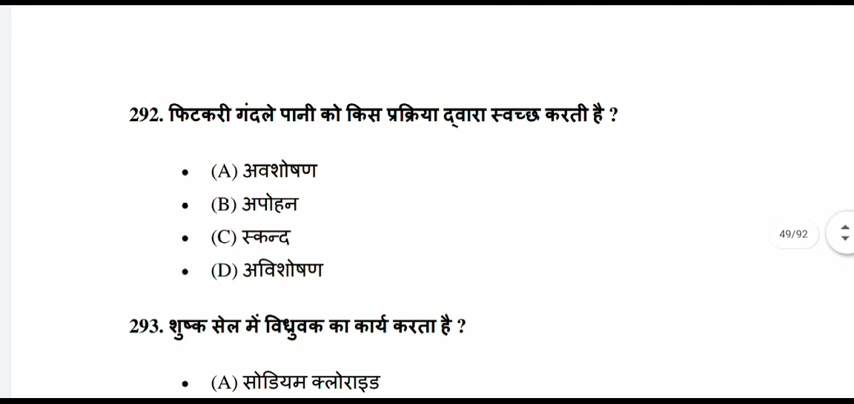 292. फिटकरी गंदले पानी को किस प्रक्रिया द्वारा स्वच्छ करती है ?
• (A) अवशोषण
• (B) अपोहन
• (C) स्कन्द
49/92
• (D) अविशोषण
293. शुष्क सेल में विध्रुवक का कार्य करता है ?
• (A) सोडियम क्लोराइड